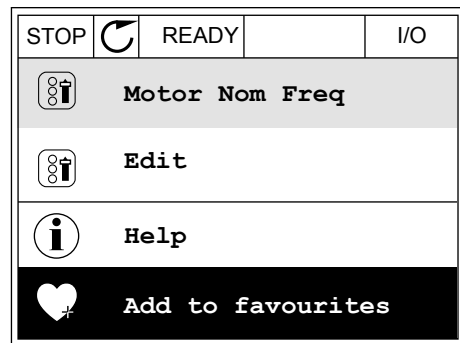 STOP READY I/O
Motor Nom Freq
Edit
Help
Add to favourites